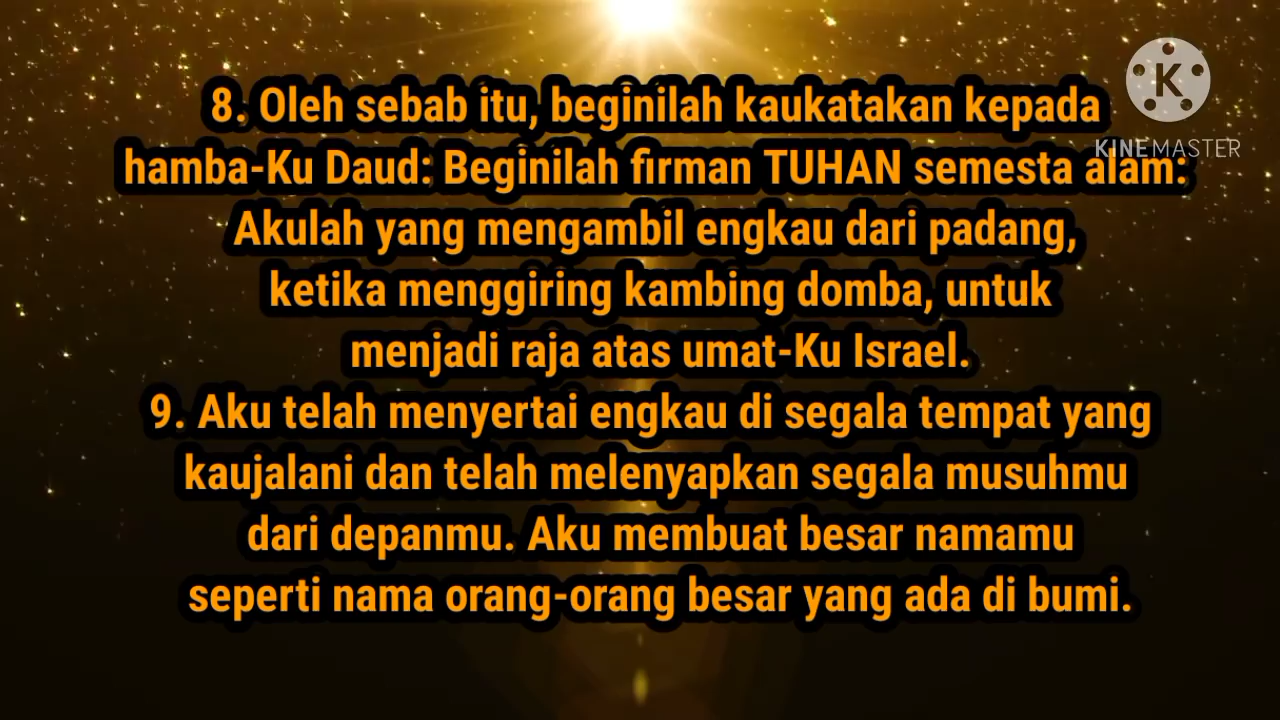 K
KINEMASTER
8. Oleh sebab itu, beginilah kaukatakan kepada
hamba-Ku Daud: Beginilah firman TUHAN semesta alam:
Akulah yang mengambil engkau dari padang,
ketika menggiring kambing domba, untuk
menjadi raja atas umat-Ku Israel.
9. Aku telah menyertai engkau di segala tempat yang
kaujalani dan telah melenyapkan segala musuhmu
dari depanmu. Aku membuat besar namamu
seperti nama orang-orang besar yang ada di bumi.